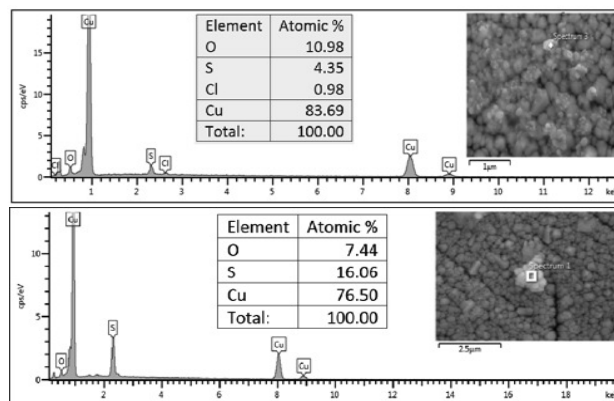 Cu
Element Atomic %
O 10.98
S 4.35
Cl 0.98
Cu 83.69
Total: 100.00
Spectrum 3
1µm
cps/eV
15
10
5
0
Cl O S Cl Cu Cu
1 2 3 4 5 6 7 8 9 10 11 12 ke
Cu
Element Atomic %
O 7.44
S 16.06
Cu 76.50
Total: 100.00
Spectrum 1
2.5µm
cps/eV
10
5
0
O S Cu Cu
2 4 6 8 10 12 14 16 18 ke